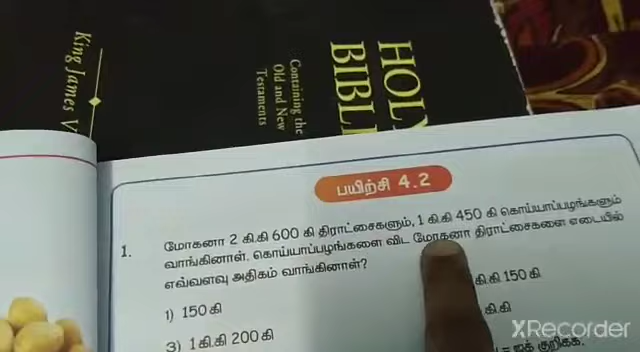 King James V
Containing the
Old and New
Testaments
HOLY
BIBL
பயிற்சி 4.2
1. மோகனா 2 கி.கி 600 கி திராட்சைகளும், 1 கி.கி 450 கி கொய்யாப்பழங்களும்
வாங்கினாள். கொய்யாப்பழங்களை விட மோகனா திராட்சைகளை எடையில்
எவ்வளவு அதிகம் வாங்கினாள்?
1) 150 கி
கி.கி. 150 கி
3) 1 கி.கி 200 கி
கி.கி
XRecorder